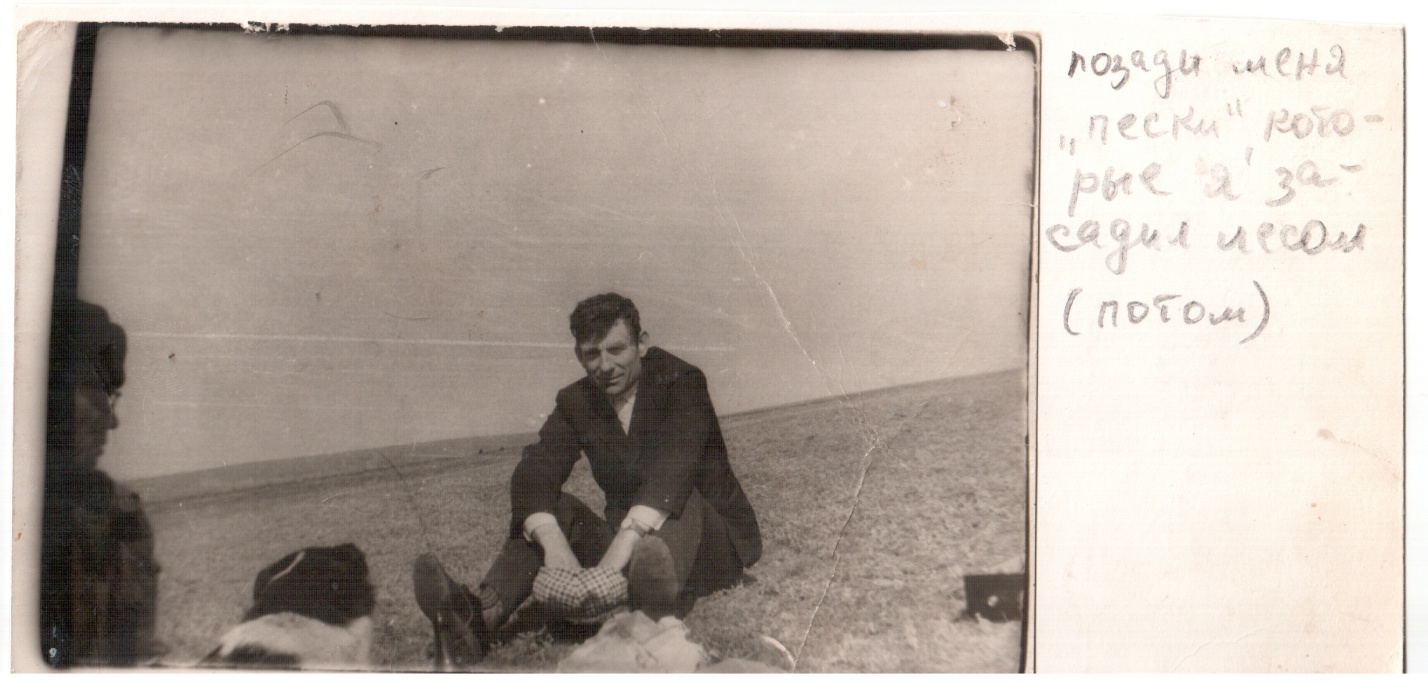 позади меня
„пески", кото-
рые я за-
садил лесом
(потом)